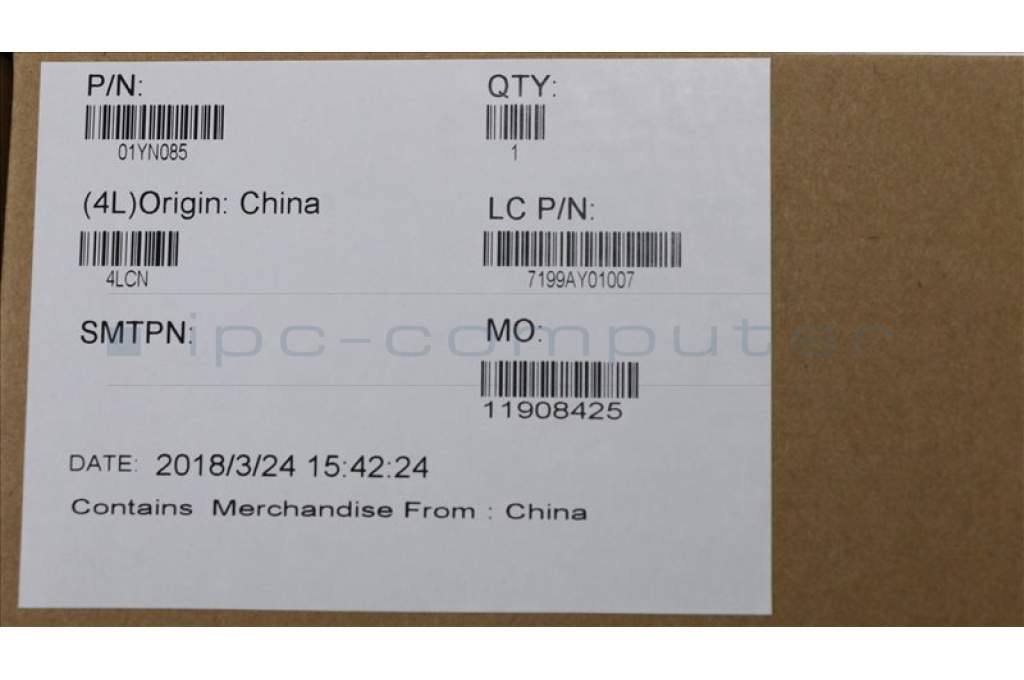 P/N:
01YN085
QTY:
1
(4L)Origin: China
4LCN
LC P/N:
7199AY01007
SMTPN:
MO:
11908425
ipc-computer
DATE: 2018/3/24 15:42:24
Contains Merchandise From : China